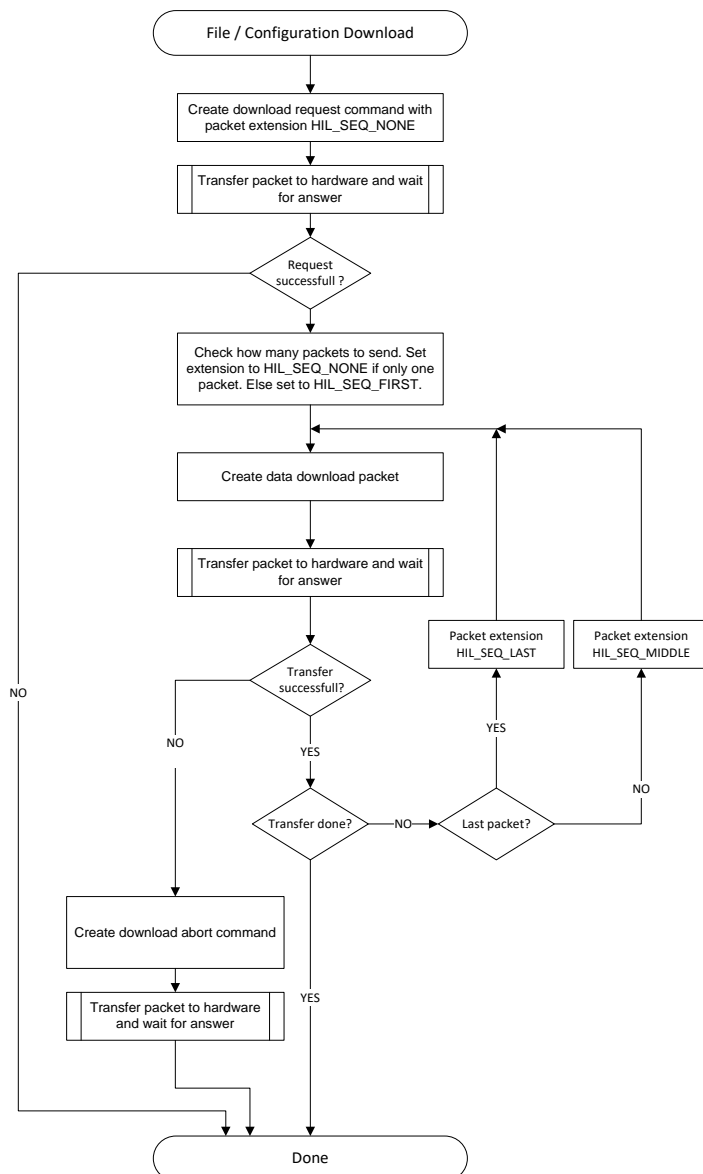 File / Configuration Download
Create download request command with
packet extension HIL_SEQ_NONE
Transfer packet to hardware and wait
for answer
Request
successfull ?
Check how many packets to send. Set
extension to HIL_SEQ_NONE if only one
packet. Else set to HIL_SEQ_FIRST.
Create data download packet
Transfer packet to hardware and wait
for answer
Packet extension
HIL_SEQ_LAST
Packet extension
HIL_SEQ_MIDDLE
Transfer
successfull?
NO
NO
YES
YES
NO
Transfer done?
NO
Last packet?
Create download abort command
YES
Transfer packet to hardware
and wait for answer
Done